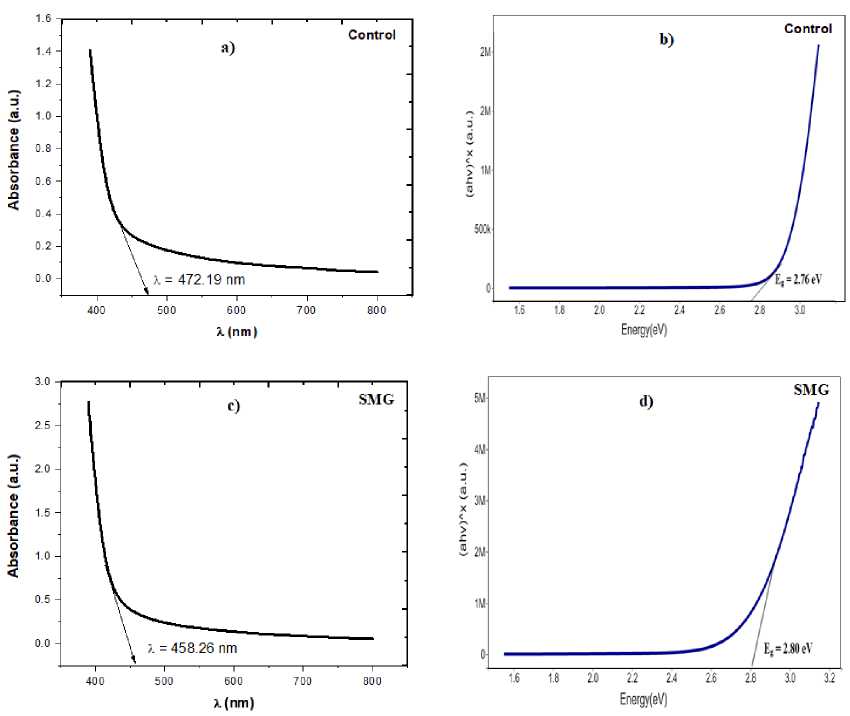 a)
Control
Absorbance (a.u.)
1.6
1.4
1.2
1.0
0.8
0.6
0.4
0.2
0.0
λ = 472.19 nm
400 500 600 700 800
λ (nm)
b)
Control
(ahv)^x (a.u.)
2M
2M
1M
500k
0
Eg = 2.76 eV
1.6 1.8 2.0 2.2 2.4 2.6 2.8 3.0
Energy(eV)
c)
SMG
Absorbance (a.u.)
3.0
2.5
2.0
1.5
1.0
0.5
0.0
λ = 458.26 nm
400 500 600 700 800
λ (nm)
d)
SMG
(ahv)^x (a.u.)
5M
4M
3M
2M
1M
0
Eg = 2.80 eV
1.6 1.8 2.0 2.2 2.4 2.6 2.8 3.0 3.2
Energy(eV)